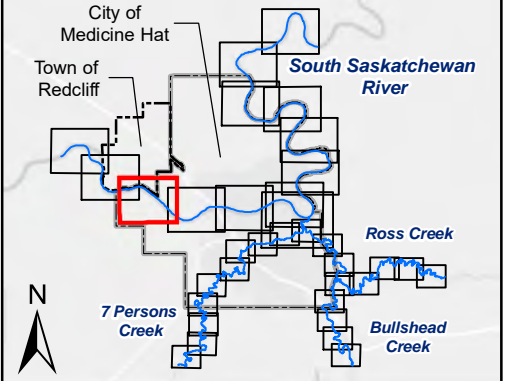 City of
Medicine Hat
Town of
Redcliff
South Saskatchewan
River
Ross Creek
7 Persons
Creek
Bullshead
Creek
N